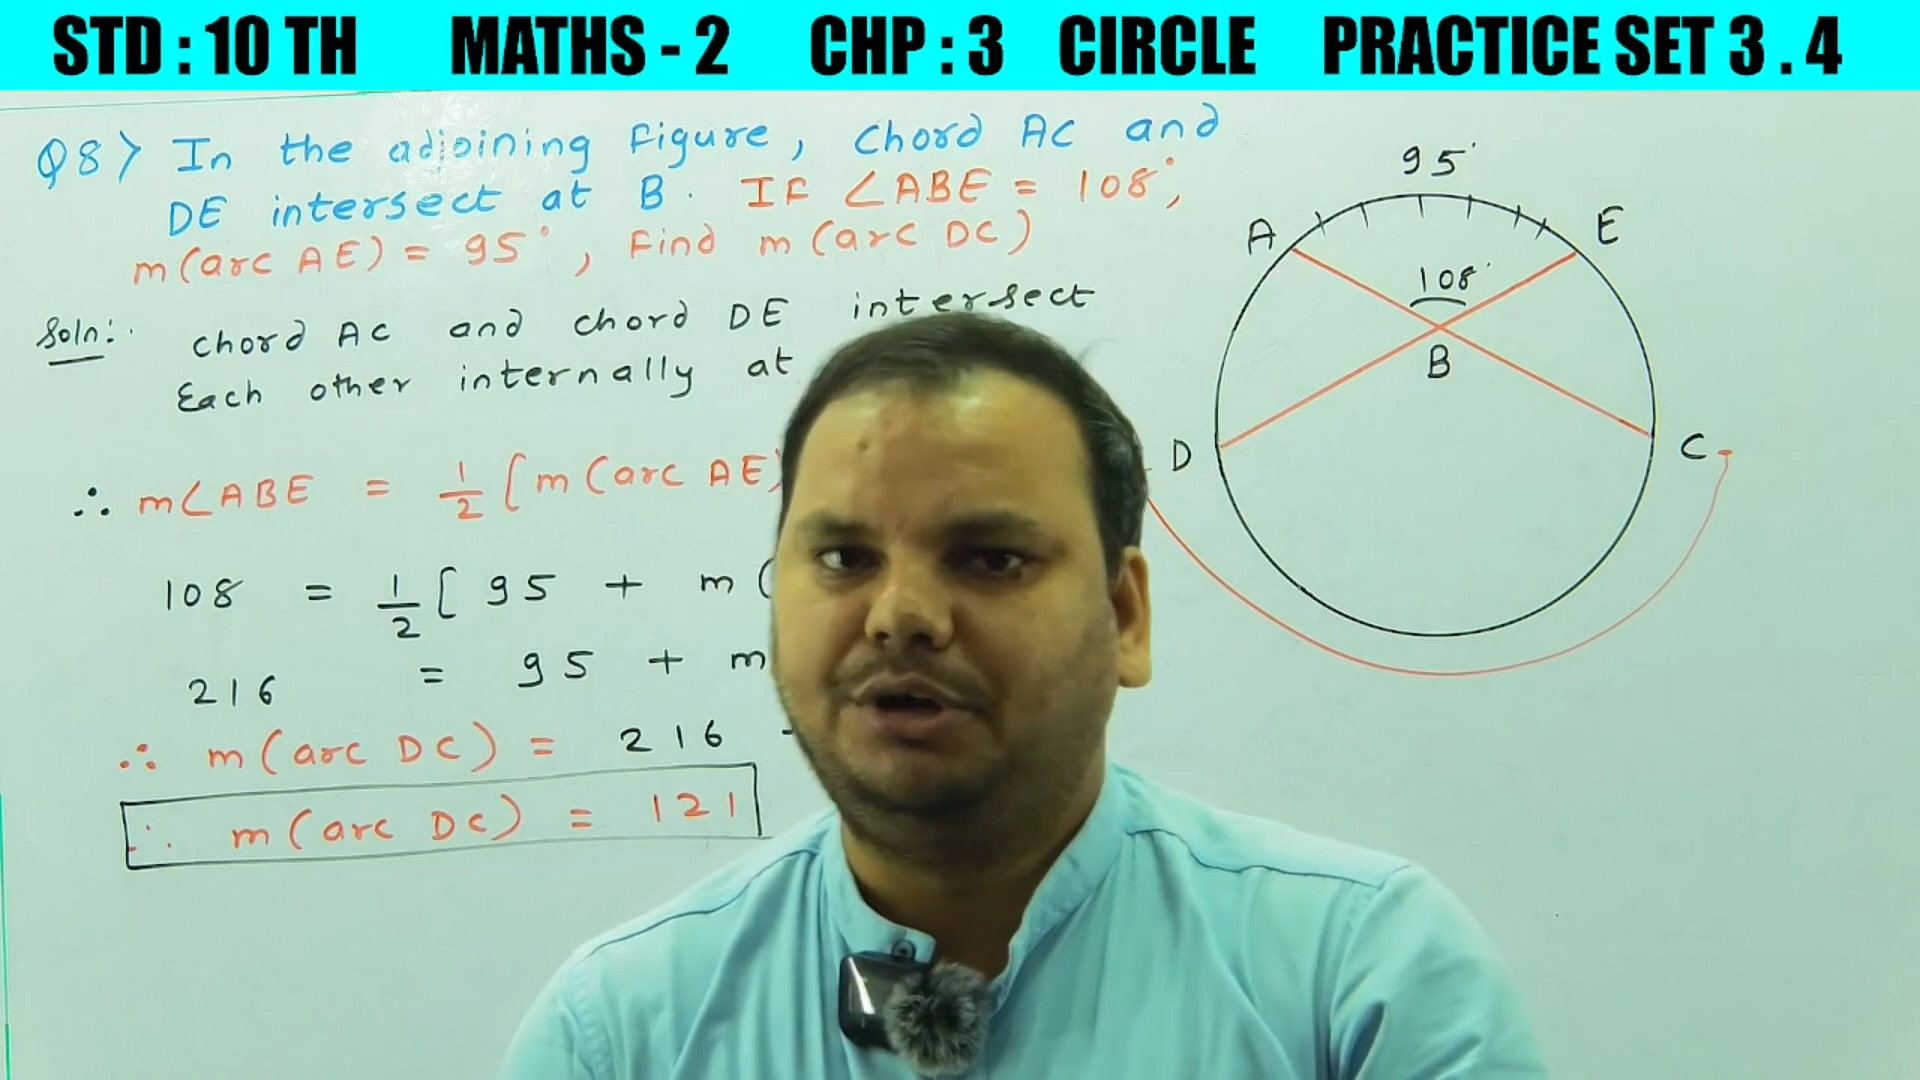 STD : 10 TH MATHS - 2 CHP : 3 CIRCLE PRACTICE SET 3 . 4
Q8> In the adjoining Figure, chord AC and
DE intersect at B. IF ∠ABE = 108°,
m(arc AE) = 95°, Find m(arc DC)
Soln:. chord AC and chord DE intersect
Each other internally at
∴ m∠ABE = 1/2 [m(arc AE)
108 = 1/2 [ 95 + m(
216 = 95 + m
∴ m(arc DC) = 216 -
∴ m(arc DC) = 121
95°
A
E
108°
B
D
C